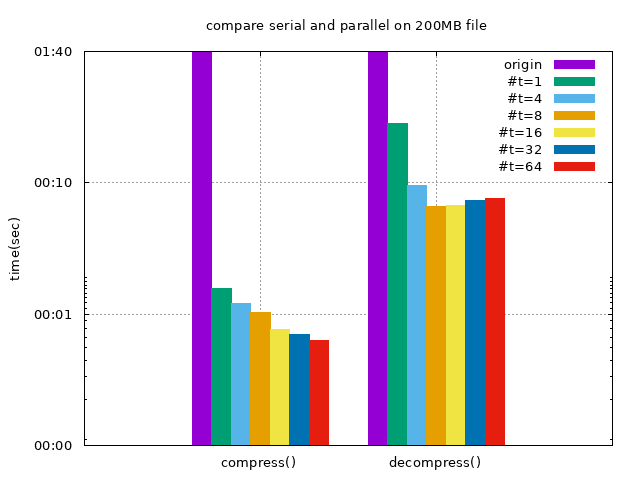 compare serial and parallel on 200MB file
01:40
00:10
00:01
00:00
time(sec)
origin
#t=1
#t=4
#t=8
#t=16
#t=32
#t=64
compress()
decompress()